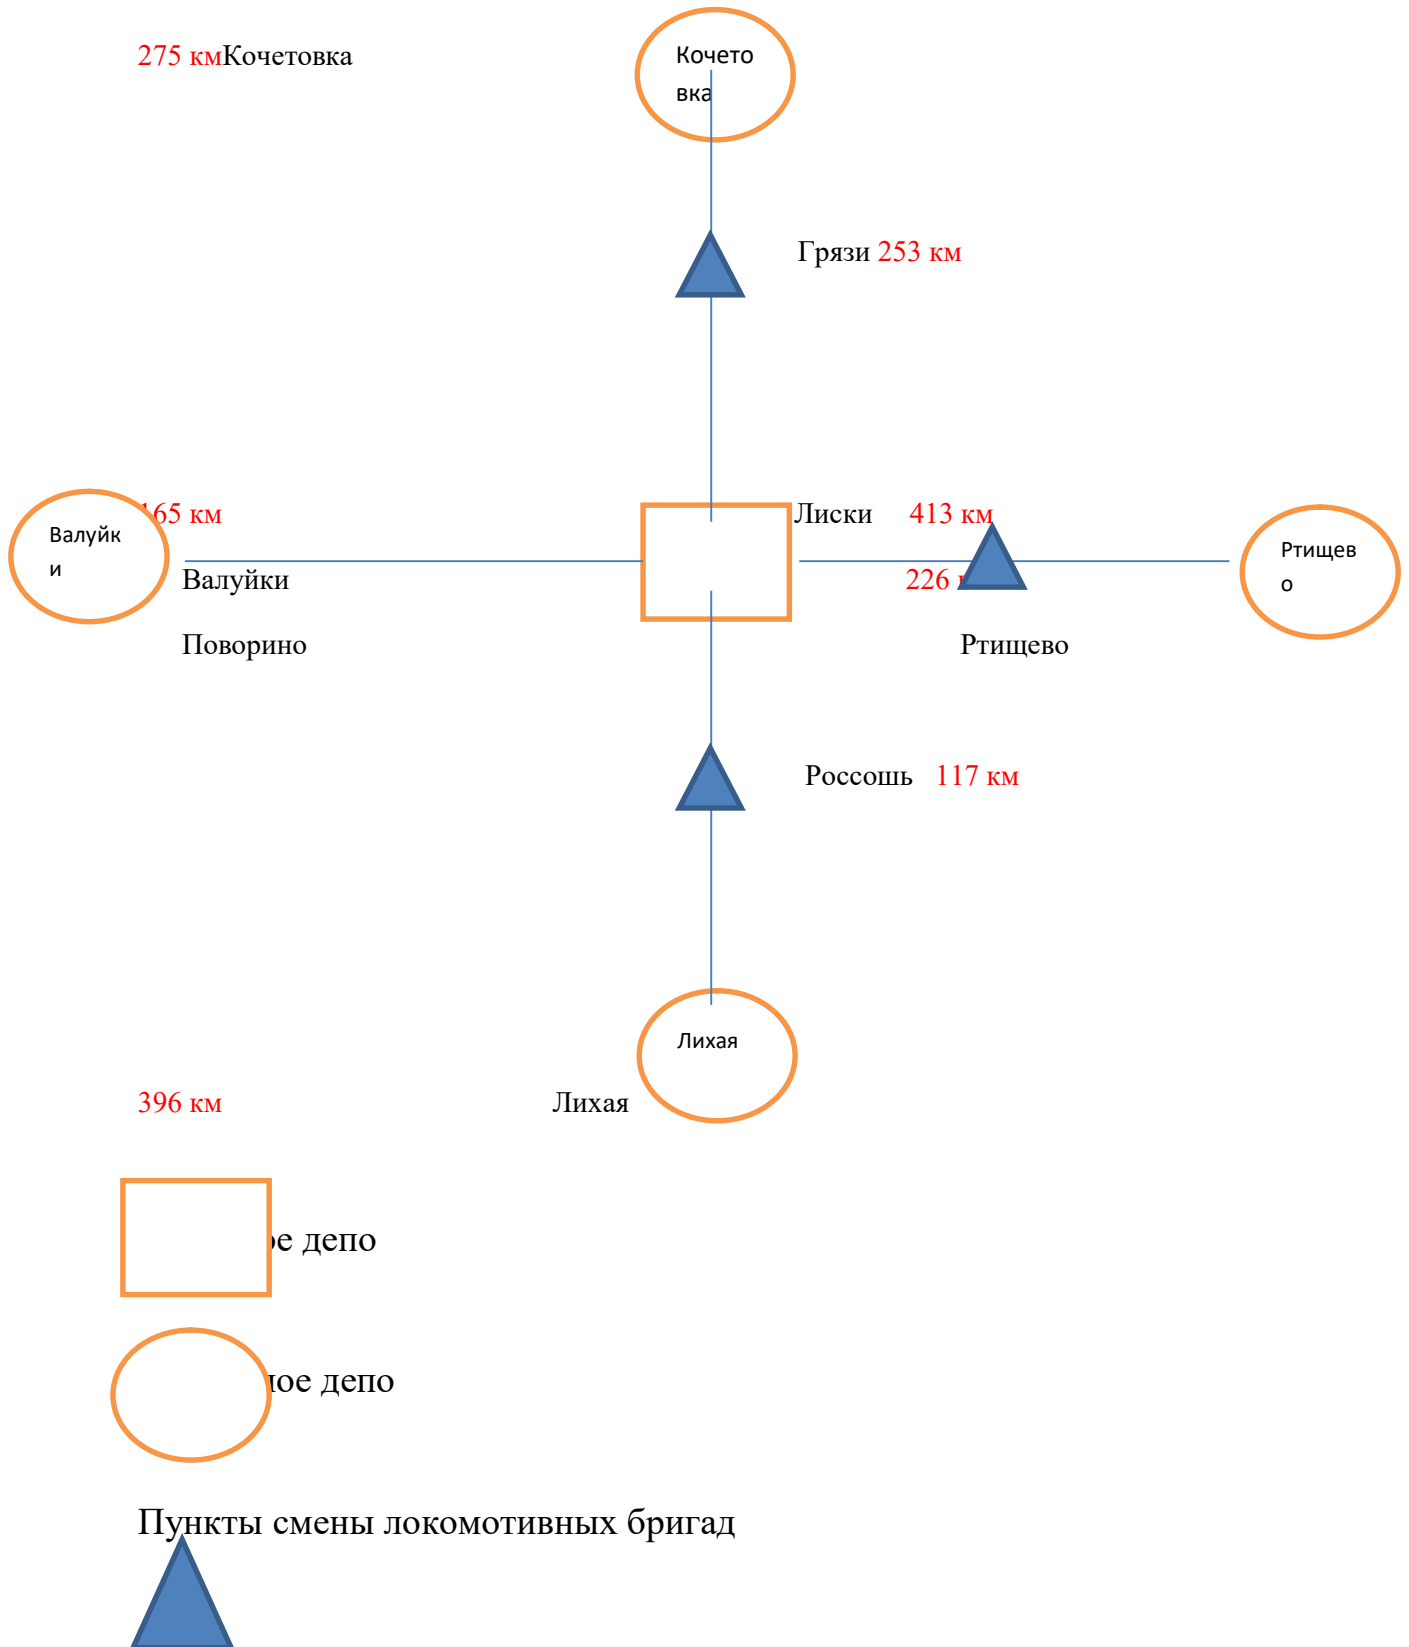 275 кмКочетовка
Кочето
вка
Грязи 253 км
165 км
Лиски 413 км
Валуйк
и
Ртищев
о
Валуйки
226
Поворино
Ртищево
Россошь 117 км
Лихая
396 км
Лихая
ое депо
ное депо
Пункты смены локомотивных бригад